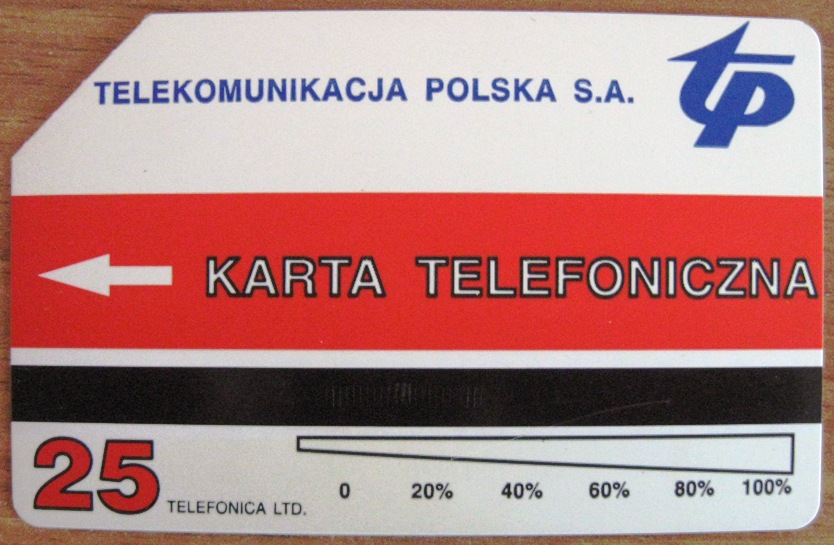 TELEKOMUNIKACJA POLSKA S.A.
tp
KARTA TELEFONICZNA
25
TELEFONICA LTD.
0 20% 40% 60% 80% 100%